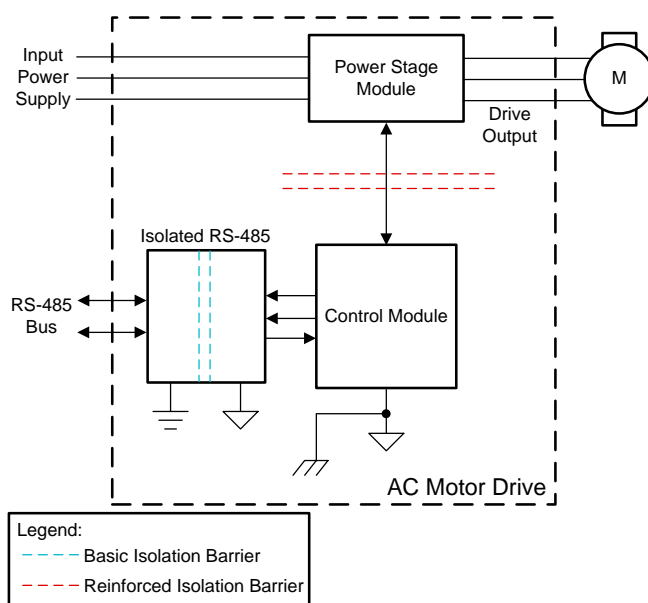 Input
Power
Supply
Power Stage
Module
M
Drive
Output
Isolated RS-485
RS-485
Bus
Control Module
AC Motor Drive
Legend:
Basic Isolation Barrier
Reinforced Isolation Barrier